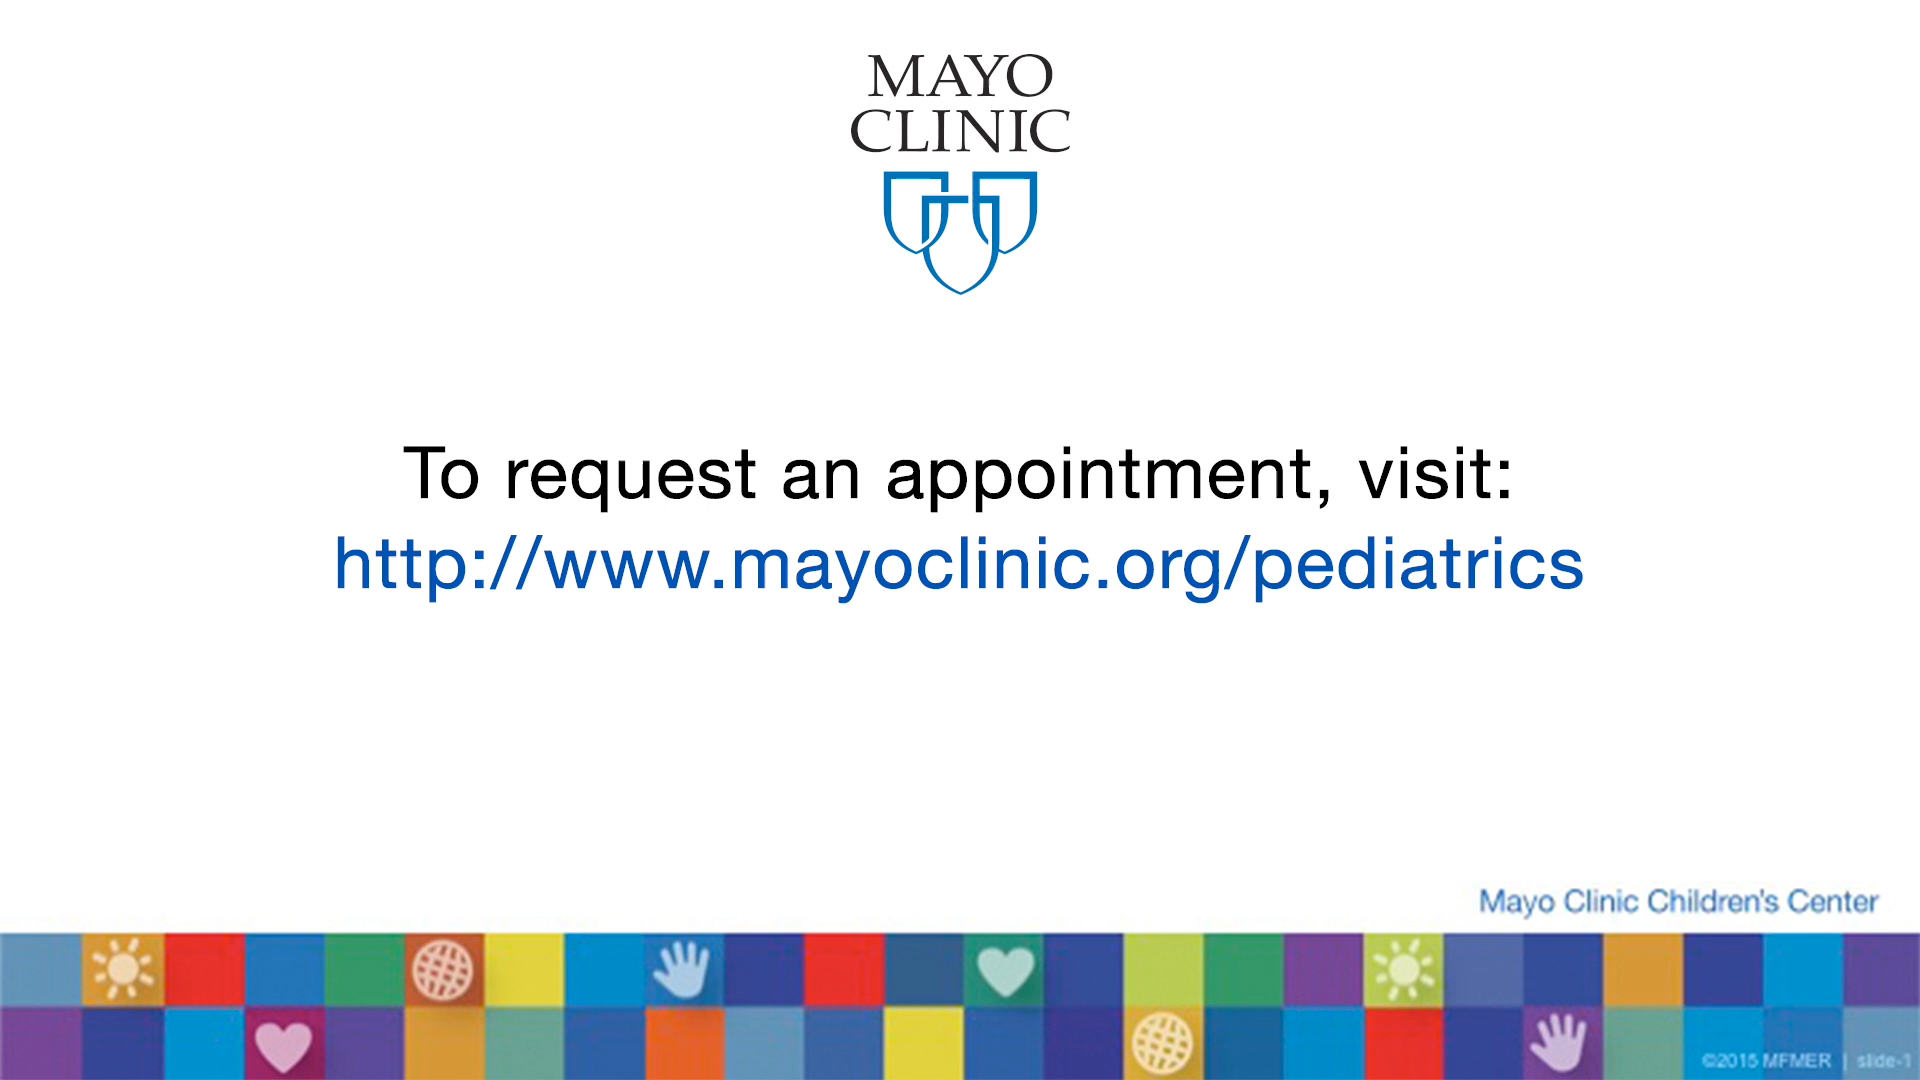 MAYO
CLINIC
To request an appointment, visit:
http://www.mayoclinic.org/pediatrics
Mayo Clinic Children's Center
©2015 MFMER | slide-1